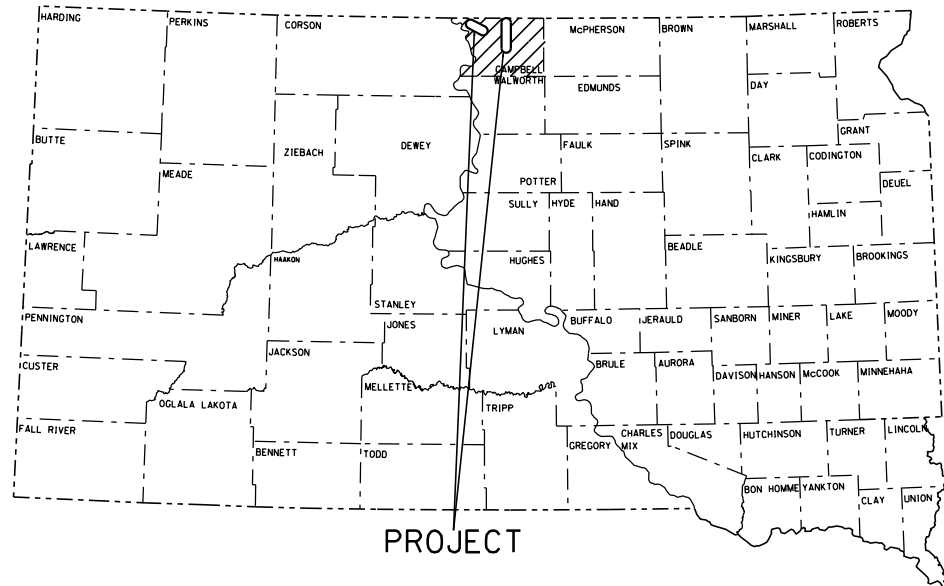 HARDING
PERKINS
CORSON
McPHERSON
BROWN
MARSHALL
ROBERTS
CAMPBELL
WALWORTH
EDMUNDS
DAY
GRANT
BUTTE
ZIEBACH
DEWEY
FAULK
SPINK
CLARK
CODINGTON
MEADE
POTTER
DEUEL
SULLY
HYDE
HAND
HAMLIN
LAWRENCE
HAAKON
HUGHES
BEADLE
KINGSBURY
BROOKINGS
STANLEY
PENNINGTON
JONES
LYMAN
BUFFALO
JERAULD
SANBORN
MINER
LAKE
MOODY
JACKSON
CUSTER
BRULE
AURORA
DAVISON
HANSON
McCOOK
MINNEHAHA
MELLETTE
OGLALA LAKOTA
TRIPP
FALL RIVER
GREGORY
CHARLES
MIX
DOUGLAS
HUTCHINSON
TURNER
LINCOLN
BENNETT
TODD
BON HOMME
YANKTON
CLAY
UNION
PROJECT